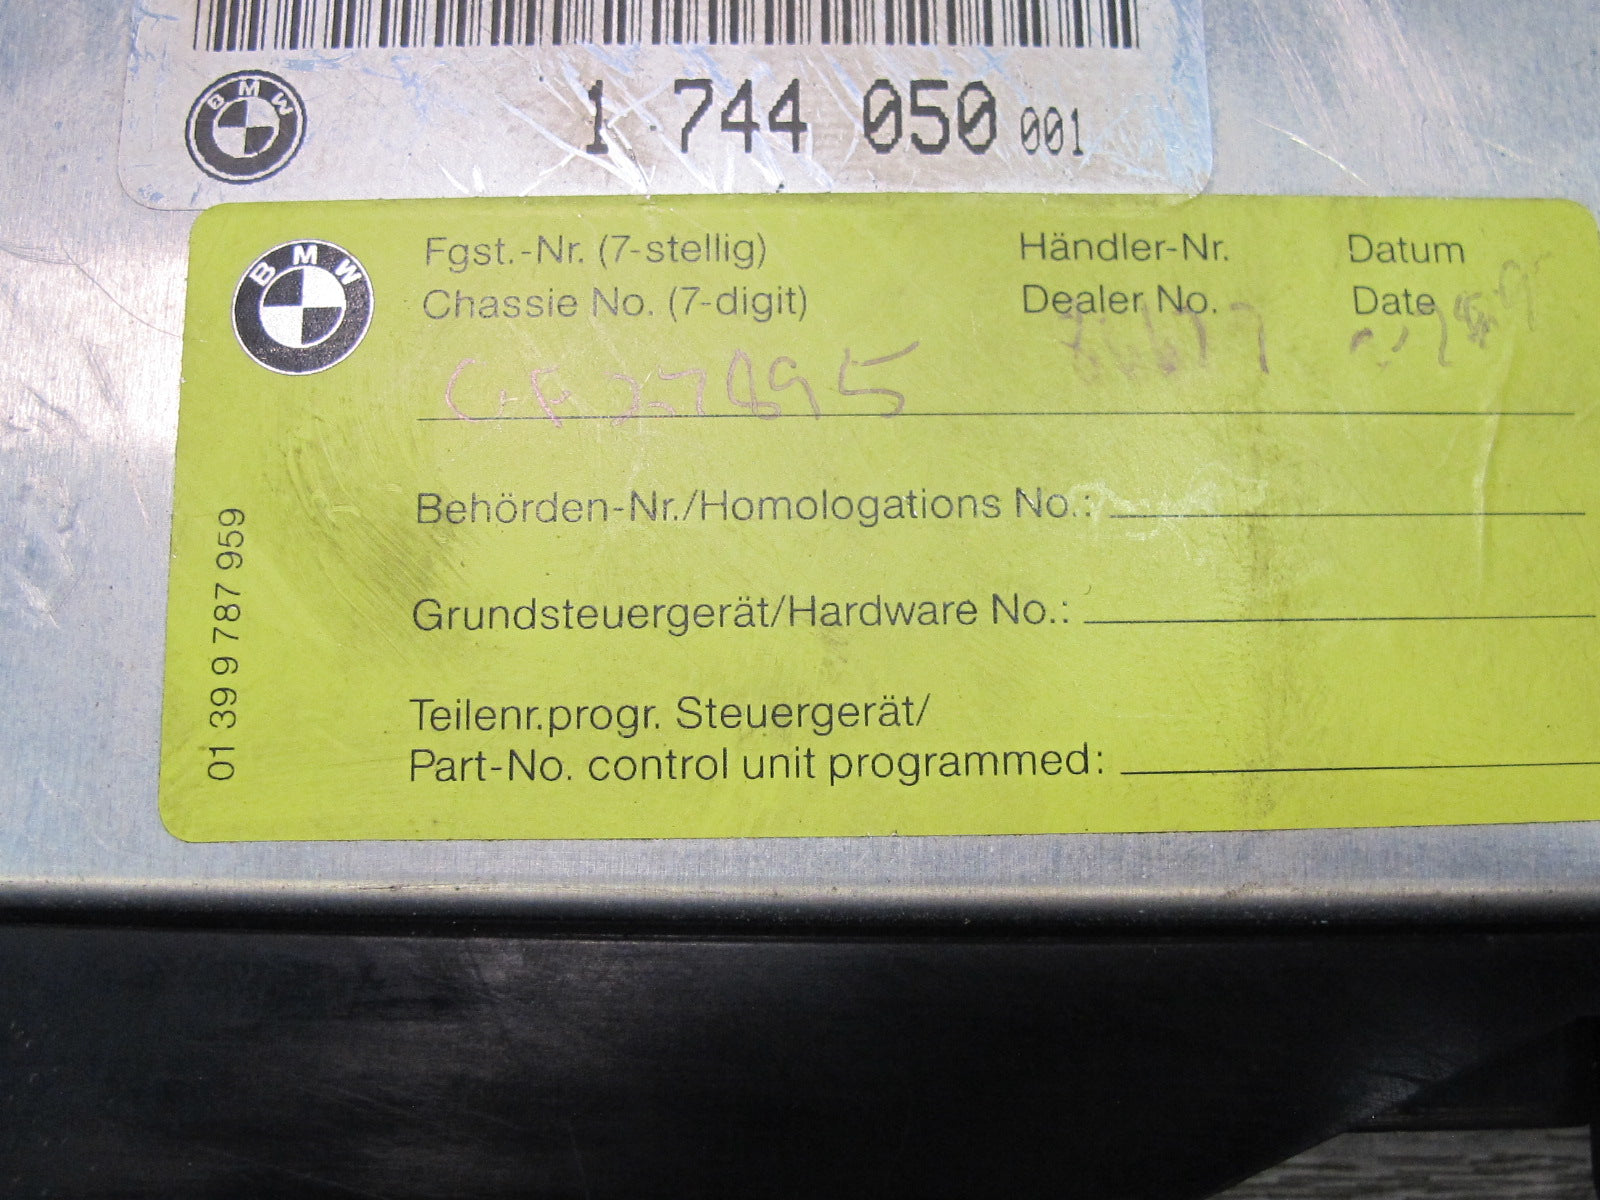 BMW
1 744 050 001
BMW
Fgst.-Nr. (7-stellig) Händler-Nr. Datum
Chassie No. (7-digit) Dealer No. Date
GF27895
Behörden-Nr./Homologations No.:
Grundsteuergerät/Hardware No.:
Teilenr.progr. Steuergerät/
Part-No. control unit programmed:
01 39 9 787 959